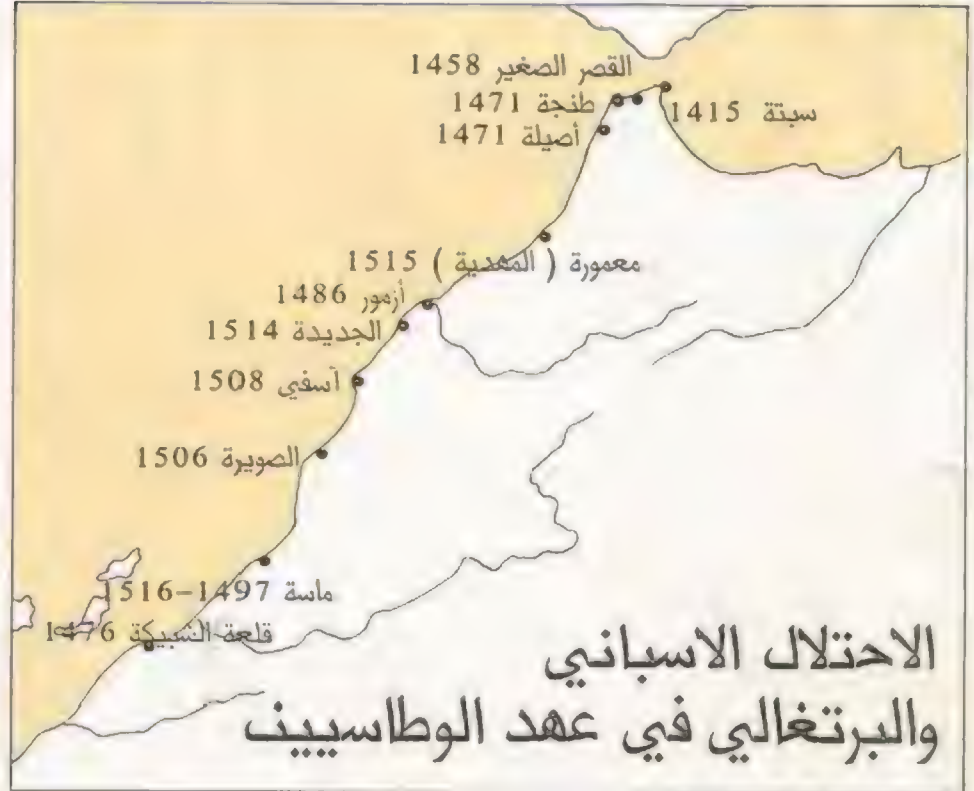 القصر الصغير 1458
طنجة 1471
سبتة 1415
أصيلة 1471
معمورة ( المهدية ) 1515
أزمور 1486
الجديدة 1514
آسفي 1508
الصويرة 1506
ماسة 1497-1516
قلعة الشبيكة 1476
الاحتلال الاسباني
والبرتغالي في عهد الوطاسيين